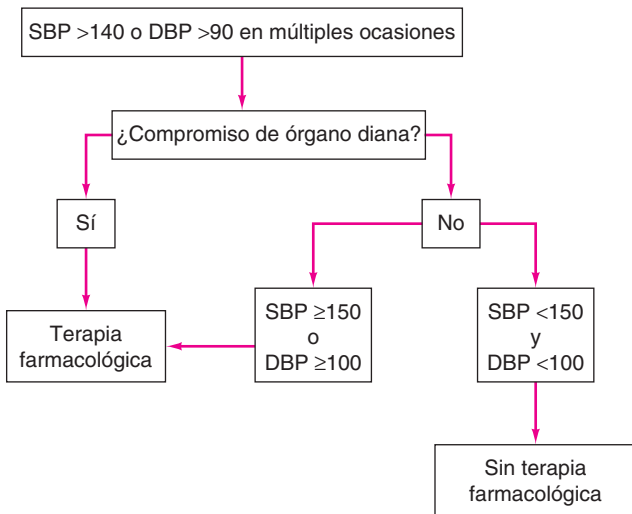 SBP >140 o DBP >90 en múltiples ocasiones
¿Compromiso de órgano diana?
Sí
No
Terapia
farmacológica
SBP ≥150
o
DBP ≥100
SBP <150
y
DBP <100
Sin terapia
farmacológica